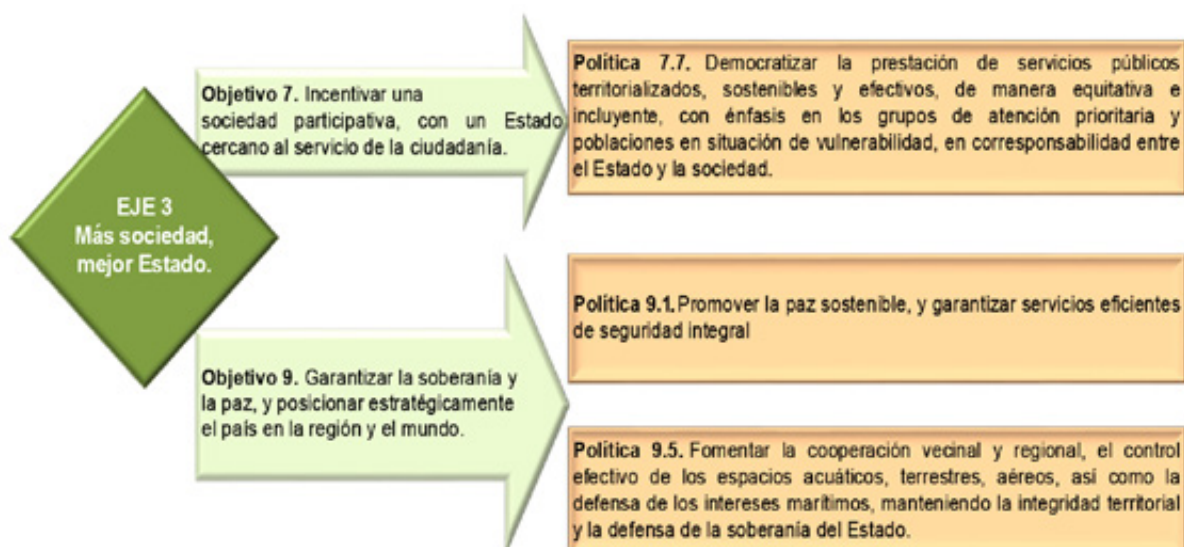 EJE 3
Más sociedad,
mejor Estado.
Objetivo 7. Incentivar una
sociedad participativa, con un Estado
cercano al servicio de la ciudadanía.
Política 7.7. Democratizar la prestación de servicios públicos
territorializados, sostenibles y efectivos, de manera equitativa e
incluyente, con énfasis en los grupos de atención prioritaria y
poblaciones en situación de vulnerabilidad, en corresponsabilidad entre
el Estado y la sociedad.
Objetivo 9. Garantizar la soberanía y
la paz, y posicionar estratégicamente
el país en la región y el mundo.
Política 9.1.Promover la paz sostenible, y garantizar servicios eficientes
de seguridad integral
Política 9.5. Fomentar la cooperación vecinal y regional, el control
efectivo de los espacios acuáticos, terrestres, aéreos, así como la
defensa de los intereses marítimos, manteniendo la integridad territorial
y la defensa de la soberanía del Estado.